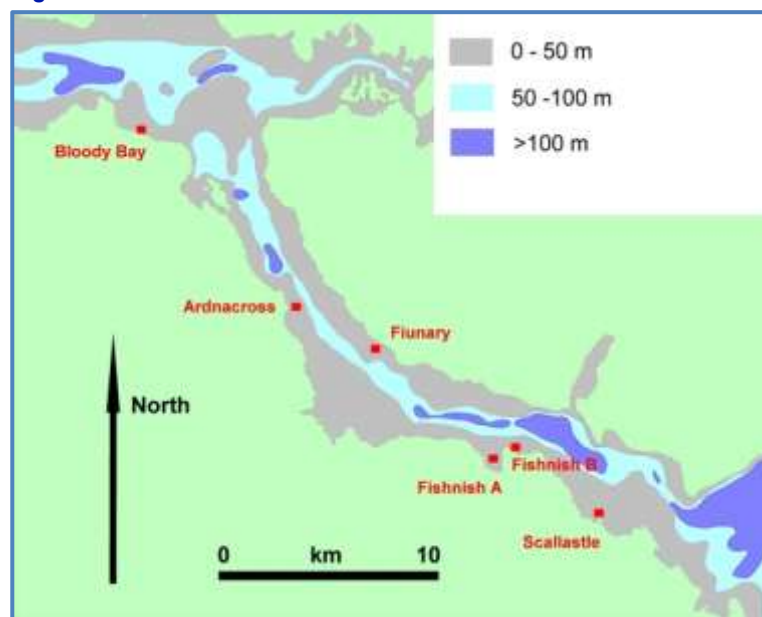 0 - 50 m
50 -100 m
>100 m
Bloody Bay
Ardnacross
Fiunary
North
Fishnish B
Fishnish A
Scallastle
0 km 10